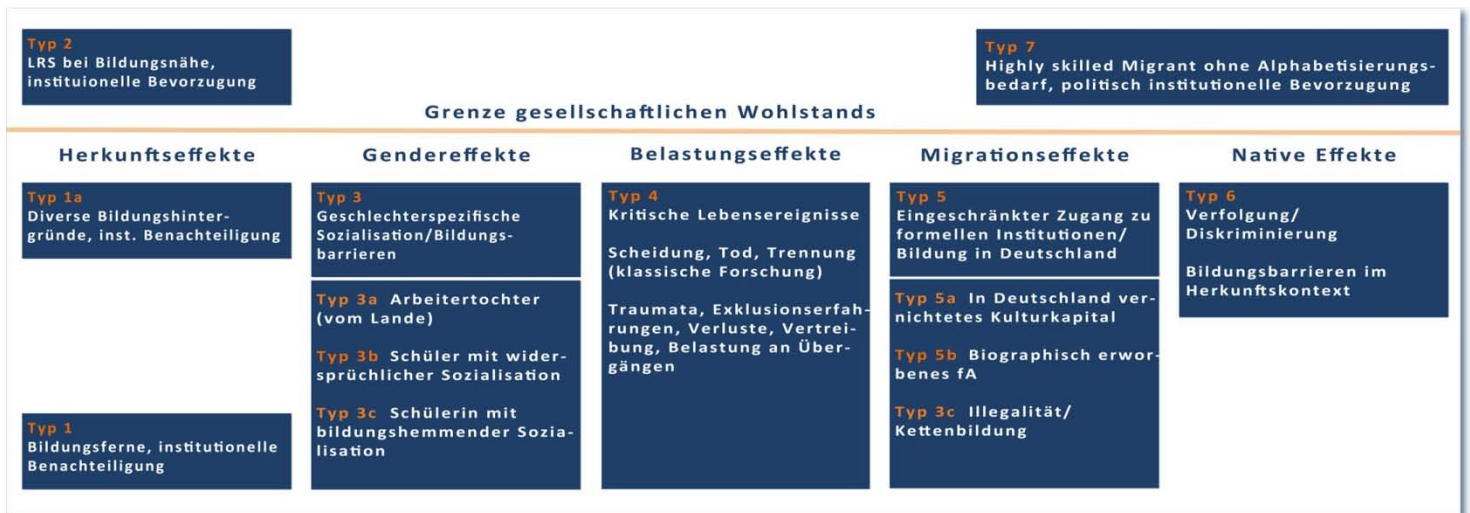 Typ 2
LRS bei Bildungsnähe,
instituionelle Bevorzugung
Typ 7
Highly skilled Migrant ohne Alphabetisierungs-
bedarf, politisch institutionelle Bevorzugung
Grenze gesellschaftlichen Wohlstands
Herkunftseffekte
Typ 1a
Diverse Bildungshinter-
gründe, inst. Benachteiligung
Typ 1
Bildungsferne, institutionelle
Benachteiligung
Gendereffekte
Typ 3
Geschlechterspezifische
Sozialisation/Bildungs-
barrieren
Typ 3a Arbeitertochter
(vom Lande)
Typ 3b Schüler mit wider-
sprüchlicher Sozialisation
Typ 3c Schülerin mit
bildungshemmender Sozia-
lisation
Belastungseffekte
Typ 4
Kritische Lebensereignisse
Scheidung, Tod, Trennung
(klassische Forschung)
Traumata, Exklusionserfah-
rungen, Verluste, Vertrei-
bung, Belastung an Über-
gängen
Migrationseffekte
Typ 5
Eingeschränkter Zugang zu
formellen Institutionen/
Bildung in Deutschland
Typ 5a In Deutschland ver-
nichtetes Kulturkapital
Typ 5b Biographisch erwor-
benes fA
Typ 3c Illegalität/
Kettenbildung
Native Effekte
Typ 6
Verfolgung/
Diskriminierung
Bildungsbarrieren im
Herkunftskontext